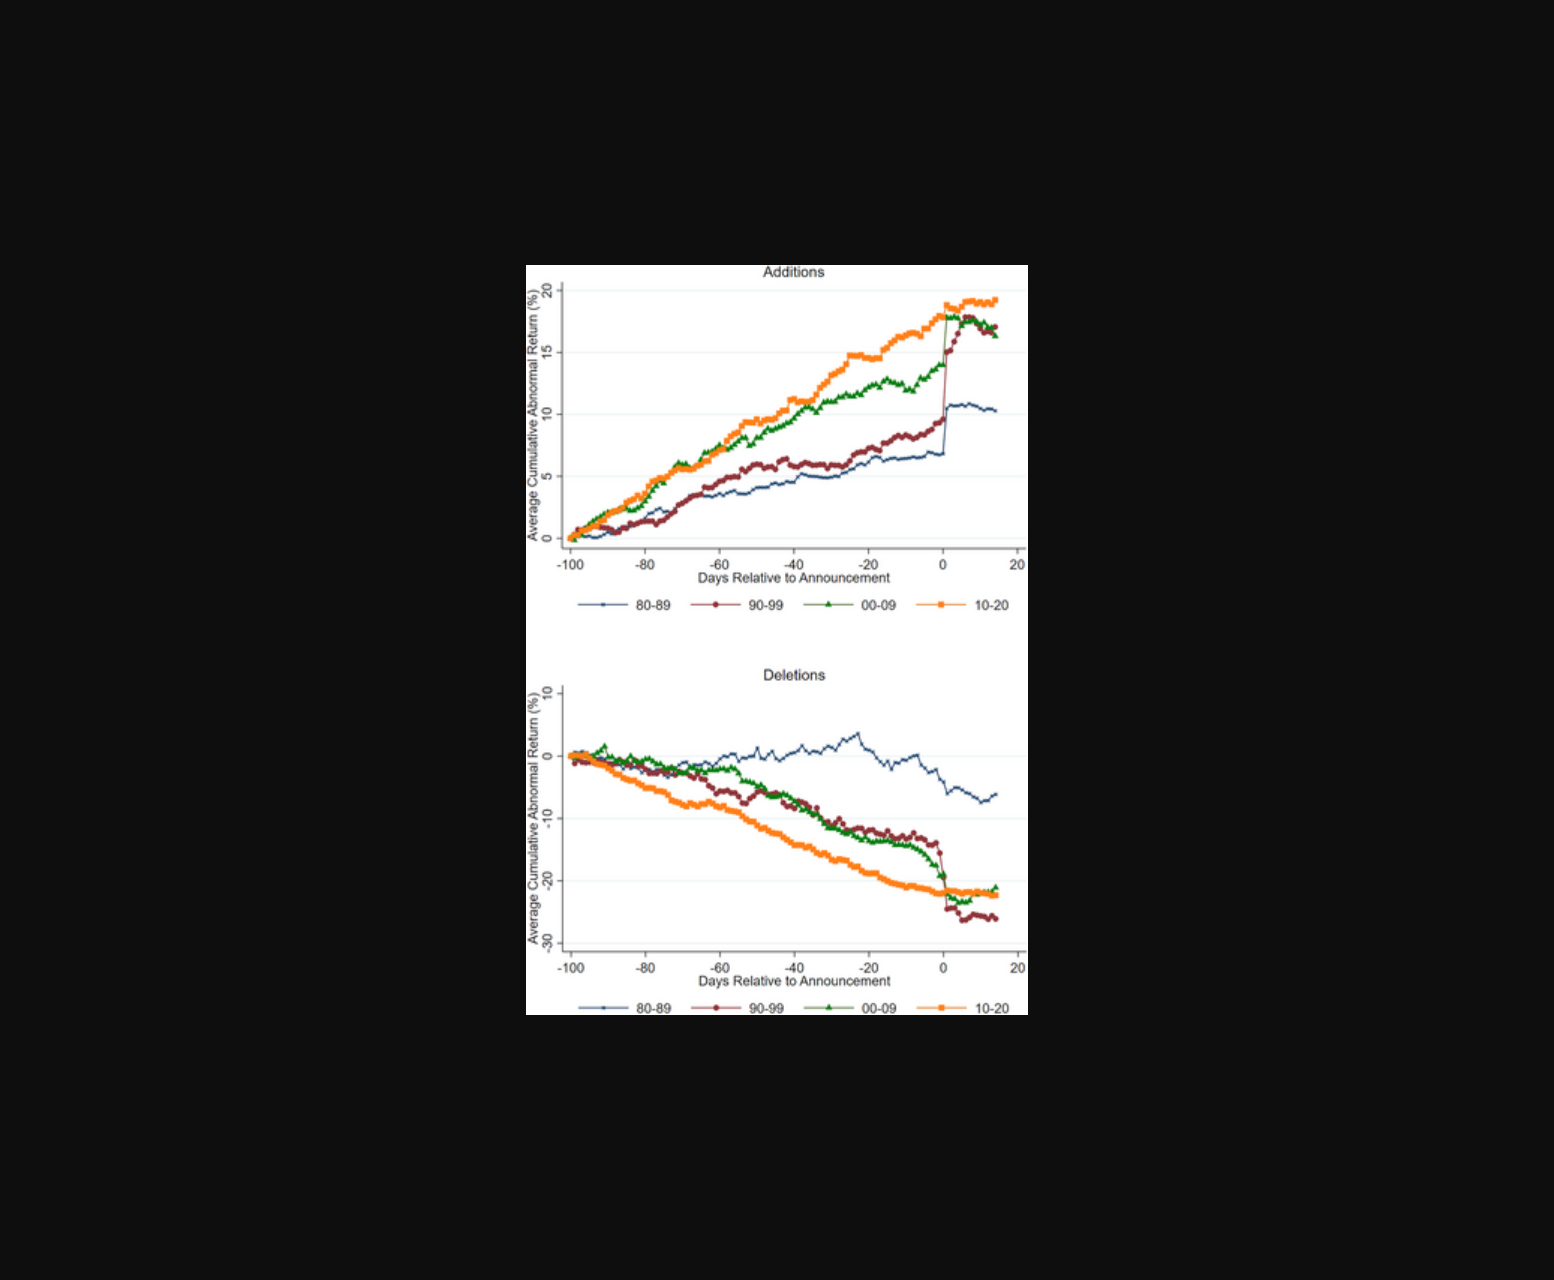 Additions
Average Cumulative Abnormal Return (%)
20
15
10
5
0
-100 -80 -60 -40 -20 0 20
Days Relative to Announcement
80-89 90-99 00-09 10-20
Deletions
Average Cumulative Abnormal Return (%)
10
0
-10
-20
-30
-100 -80 -60 -40 -20 0 20
Days Relative to Announcement
80-89 90-99 00-09 10-20